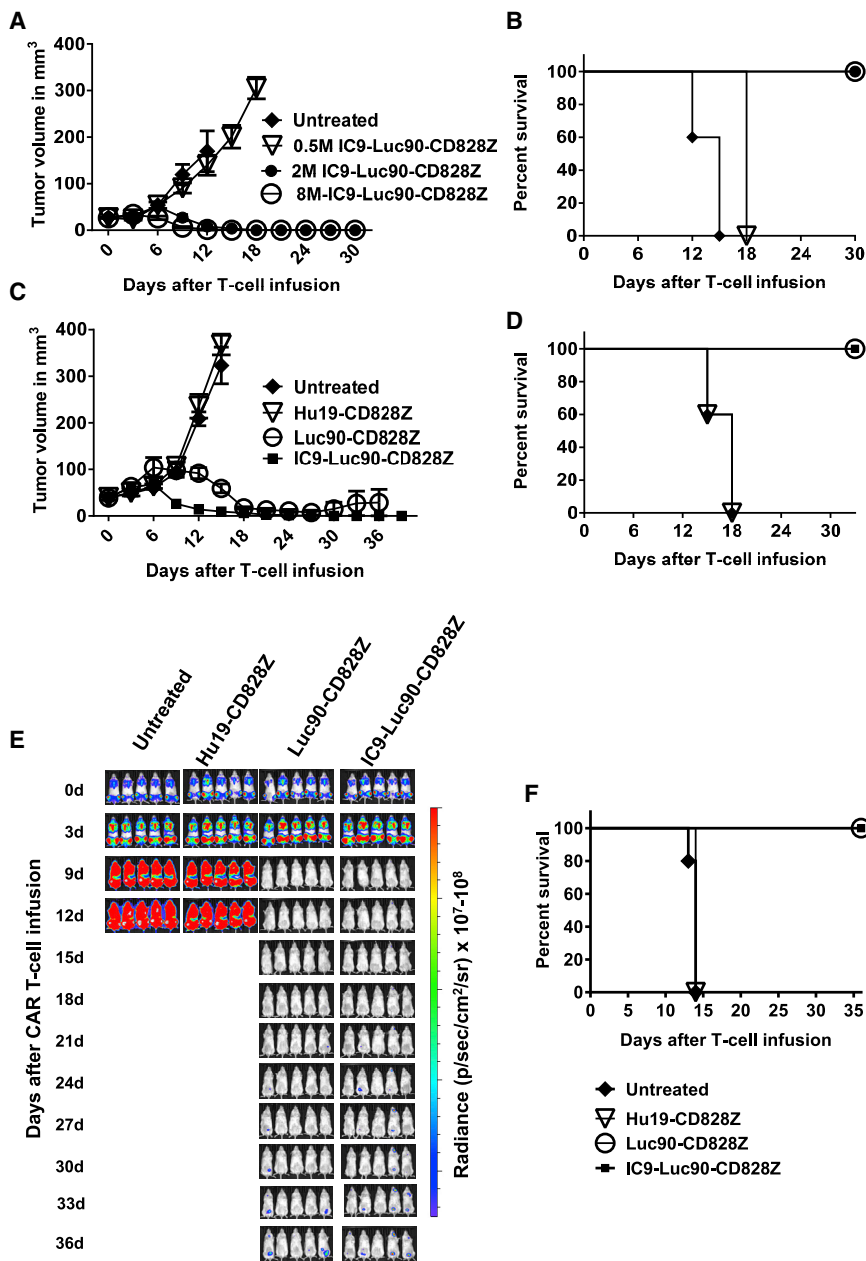 A
Tumor volume in mm³
400
300
200
100
0
0 6 12 18 24 30
Days after T-cell infusion
Untreated
0.5M IC9-Luc90-CD828Z
2M IC9-Luc90-CD828Z
8M-IC9-Luc90-CD828Z
B
Percent survival
100
80
60
40
20
0
0 6 12 18 24 30
Days after T-cell infusion
C
Tumor volume in mm³
400
300
200
100
0
0 6 12 18 24 30 36
Days after T-cell infusion
Untreated
Hu19-CD828Z
Luc90-CD828Z
IC9-Luc90-CD828Z
D
Percent survival
100
80
60
40
20
0
0 6 12 18 24 30
Days after T-cell infusion
E
Untreated
Hu19-CD828Z
Luc90-CD828Z
IC9-Luc90-CD828Z
Days after CAR T-cell infusion
0d
3d
9d
12d
15d
18d
21d
24d
27d
30d
33d
36d
Radiance (p/sec/cm²/sr) x 10⁷-10⁸
F
Percent survival
100
80
60
40
20
0
0 5 10 15 20 25 30 35
Days after T-cell infusion
Untreated
Hu19-CD828Z
Luc90-CD828Z
IC9-Luc90-CD828Z